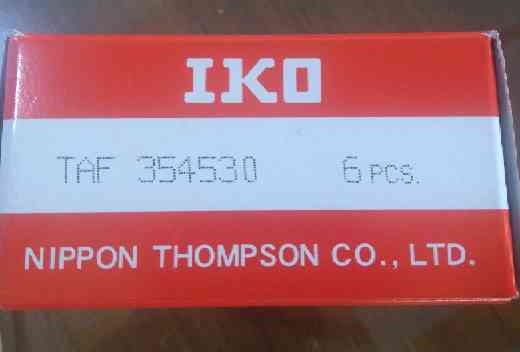 IKO
TAF 354530 6 PCS.
NIPPON THOMPSON CO., LTD.